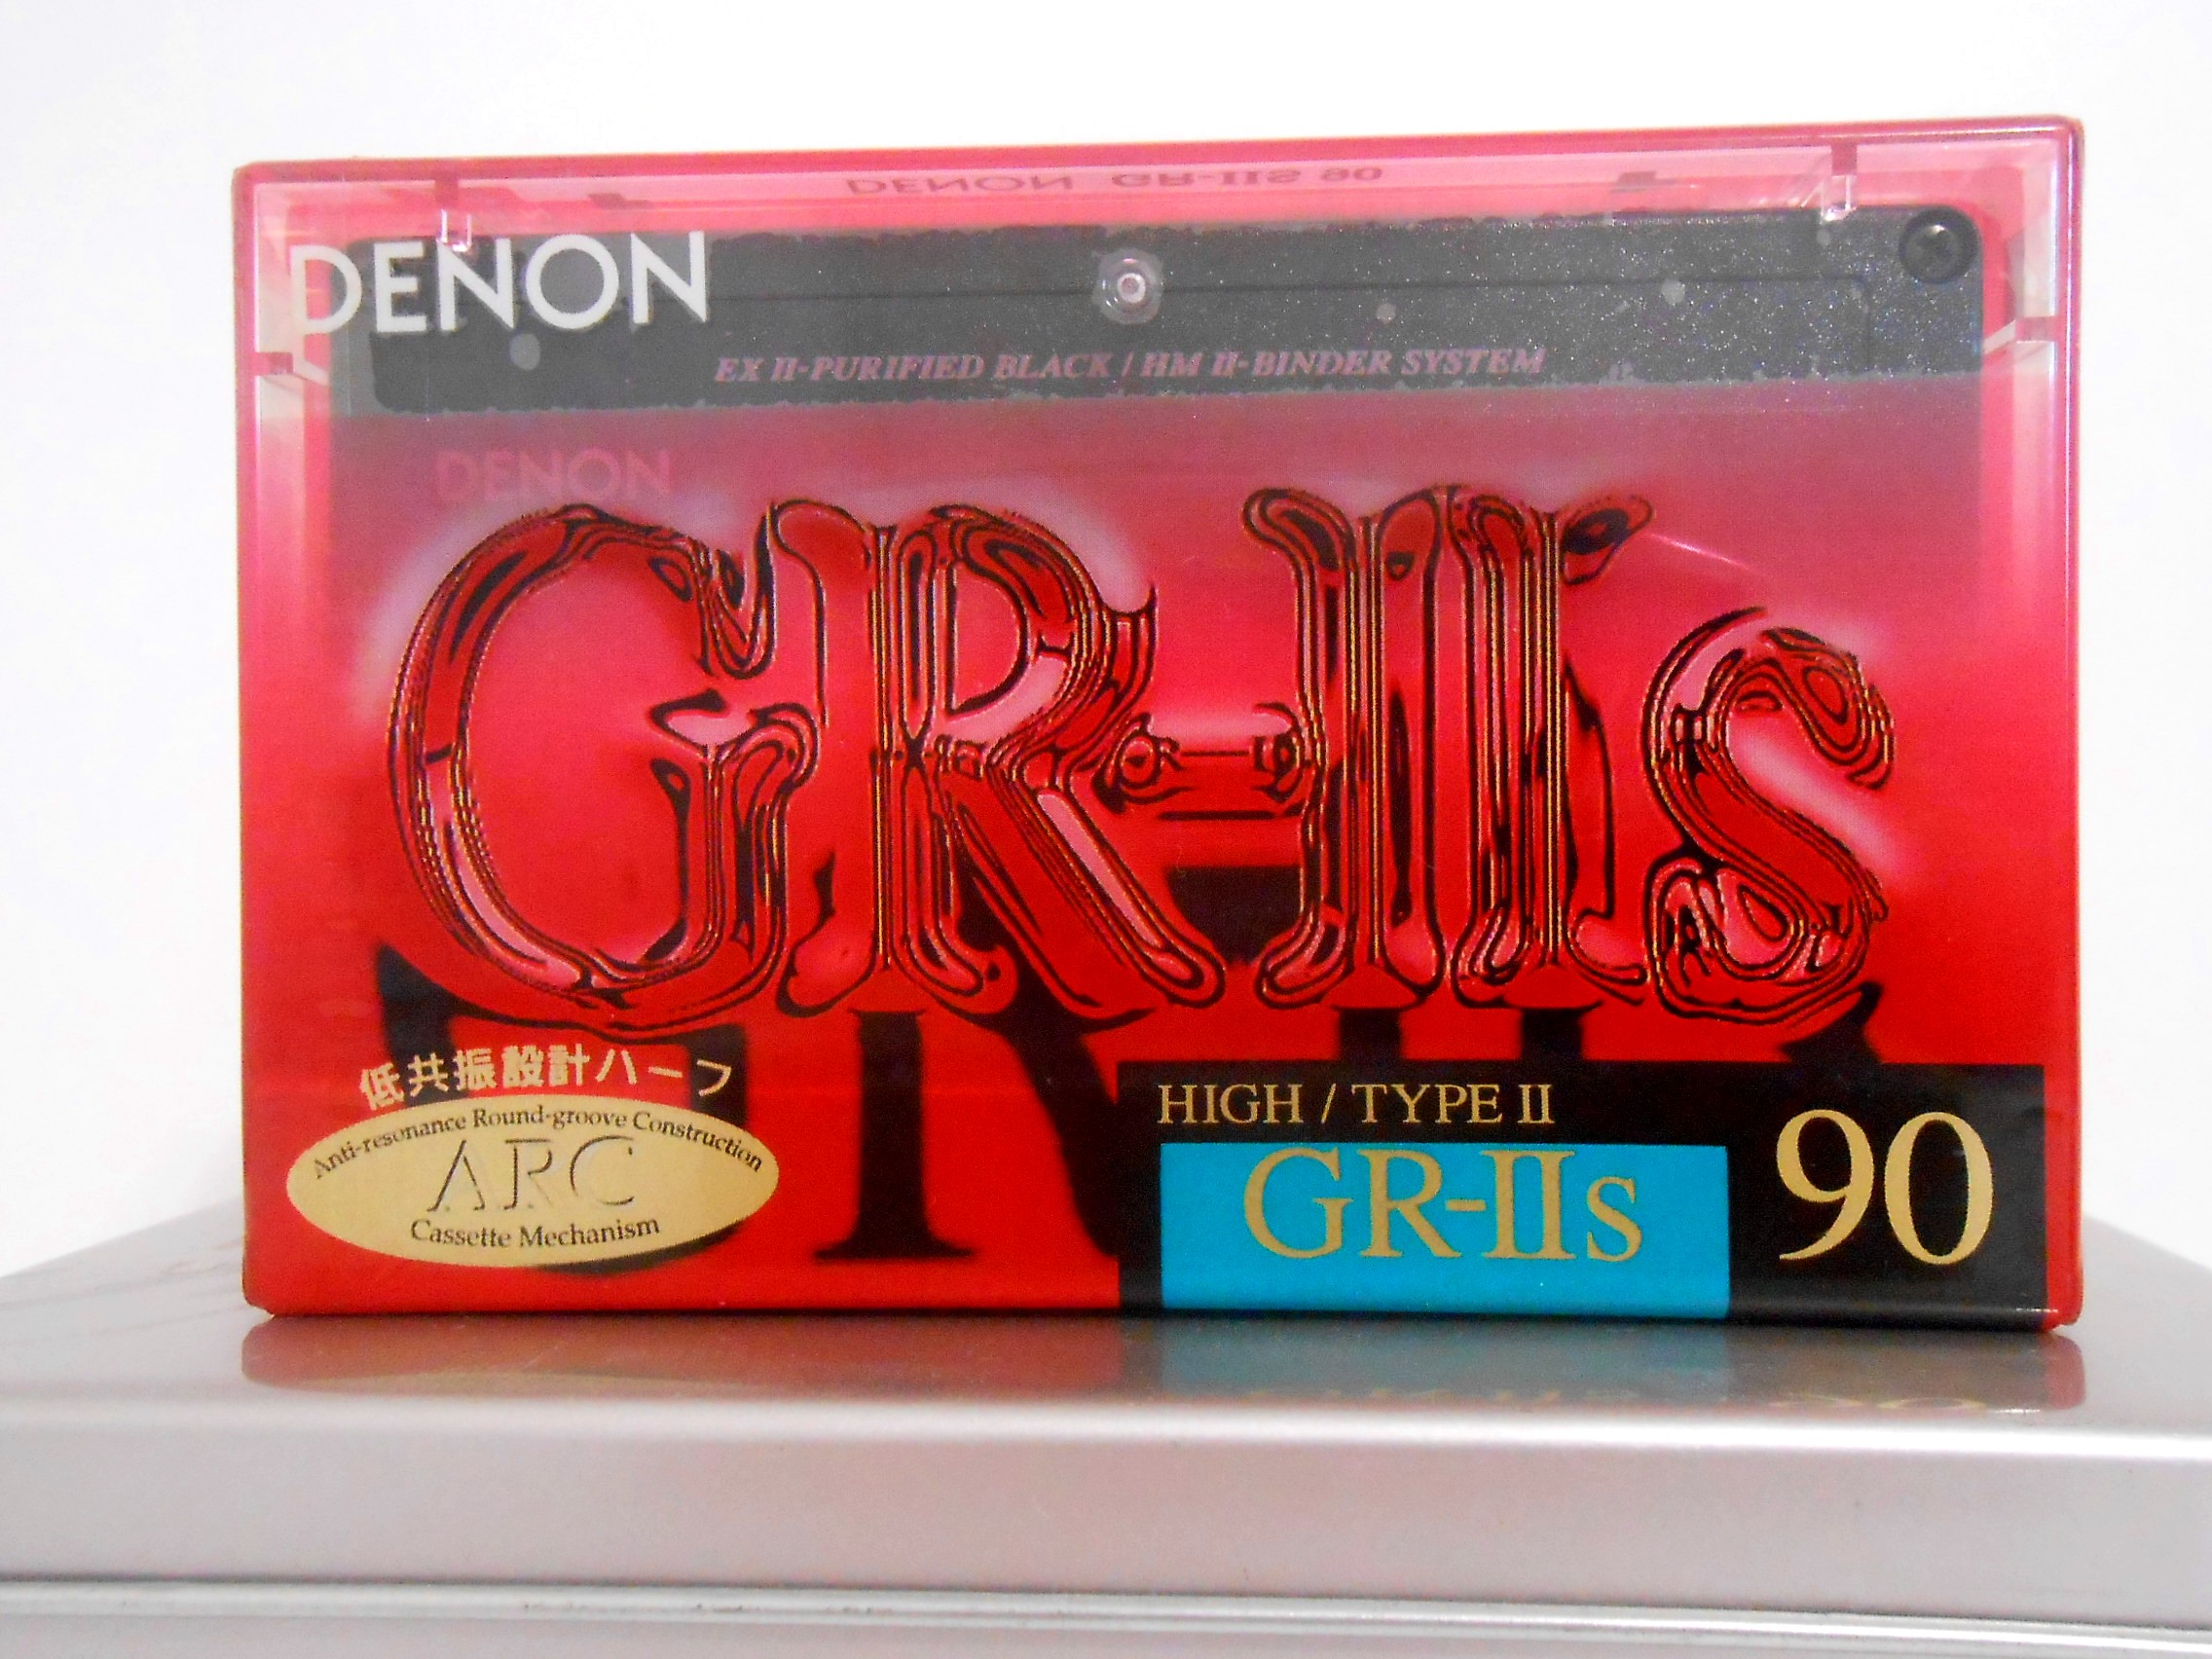 DENON GR-IIS 90
DENON
EX II-PURIFIED BLACK / HM II-BINDER SYSTEM
DENON
GR-IIs
低共振設計ハーフ
Anti-resonance Round-groove Construction
ARC
Cassette Mechanism
HIGH / TYPE II
GR-IIs
90